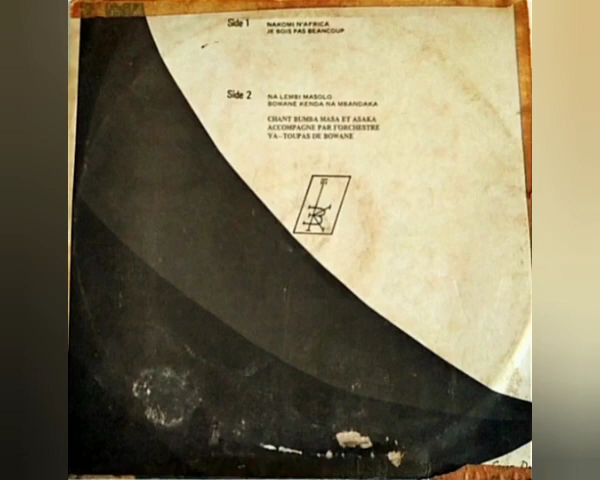 Side 1
NAKOMI N'AFRICA
JE BOIS PAS BEANCOUP
Side 2
NA LEMBI MASOLO
BOWANE KENDA NA MBANDAKA
CHANT BUMBA MASA ET ASAKA
ACCOMPAGNE PAR l'ORCHESTRE
YA-TOUPAS DE BOWANE